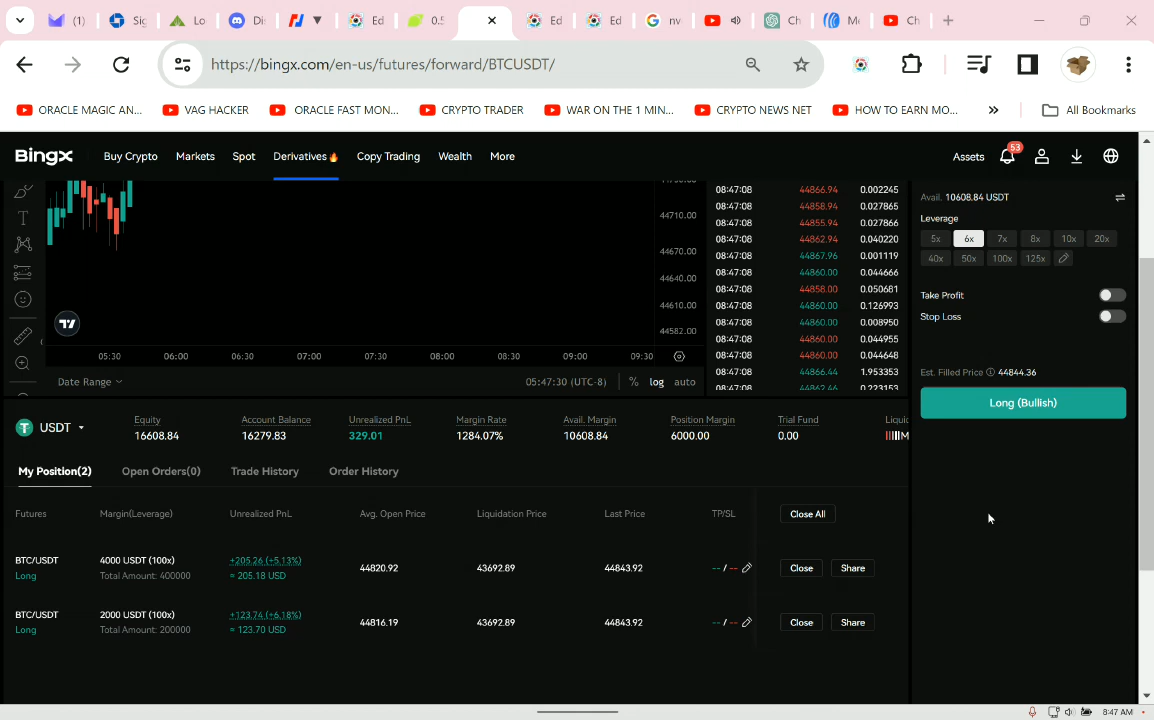 (1) Sig Lo Di Ed 0.5 Ed Ed nv Ch Mo Ch
https://bingx.com/en-us/futures/forward/BTCUSDT/
ORACLE MAGIC AN... VAG HACKER ORACLE FAST MON... CRYPTO TRADER WAR ON THE 1 MIN... CRYPTO NEWS NET HOW TO EARN MO... » All Bookmarks
BingX Buy Crypto Markets Spot Derivatives Copy Trading Wealth More Assets 53
44710.00
44670.00
44640.00
44610.00
44582.00
05:30 06:00 06:30 07:00 07:30 08:00 08:30 09:00 09:30
Date Range 05:47:30 (UTC-8) % log auto
08:47:08 44866.94 0.002245
08:47:08 44858.94 0.027865
08:47:08 44855.94 0.027866
08:47:08 44862.94 0.040220
08:47:08 44867.96 0.001119
08:47:08 44860.00 0.044666
08:47:08 44858.00 0.050681
08:47:08 44860.00 0.126993
08:47:08 44860.00 0.008950
08:47:08 44860.00 0.044955
08:47:08 44860.00 0.044648
08:47:08 44866.44 1.953353
08:47:08 44862.46 0.223153
Avail. 10608.84 USDT
Leverage
5x 6x 7x 8x 10x 20x
40x 50x 100x 125x
Take Profit
Stop Loss
Est. Filled Price 44844.36
Long (Bullish)
USDT
Equity Account Balance Unrealized PnL Margin Rate Avail. Margin Position Margin Trial Fund Liquic
16608.84 16279.83 329.01 1284.07% 10608.84 6000.00 0.00 M
My Position(2) Open Orders(0) Trade History Order History
Futures Margin(Leverage) Unrealized PnL Avg. Open Price Liquidation Price Last Price TP/SL Close All
BTC/USDT 4000 USDT (100x) +205.26 (+5.13%) 44820.92 43692.89 44843.92 -- / -- Close Share
Long Total Amount: 400000 ≈ 205.18 USD
BTC/USDT 2000 USDT (100x) +123.74 (+6.18%) 44816.19 43692.89 44843.92 -- / -- Close Share
Long Total Amount: 200000 ≈ 123.70 USD
8:47 AM